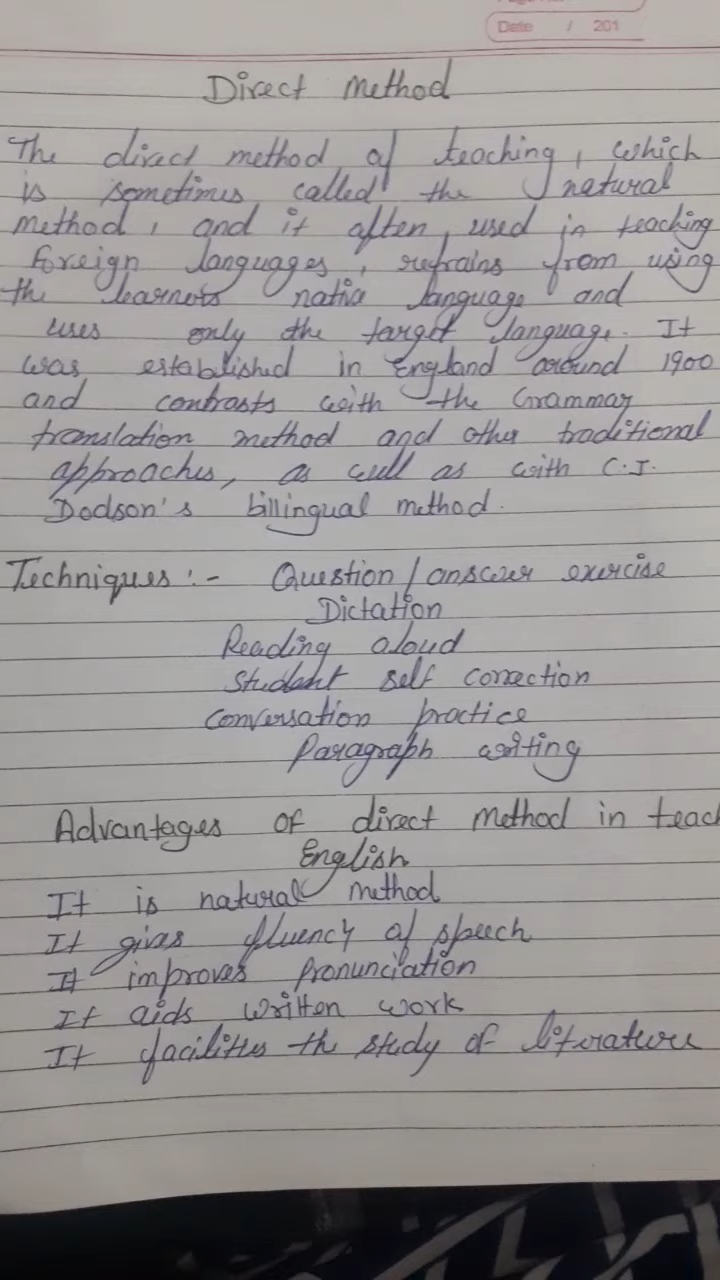 Date / 201
Direct Method
The direct method of teaching, which
is sometimes called the natural
method, and it often used in teaching
foreign languages, refrains from using
the learners native language and
uses only the target language. It
was established in England around 1900
and contrasts with the Grammar
translation method and other traditional
approaches, as well as with C.J.
Dodson's billingual method.
Techniques :- Question / answer exercise
Dictation
Reading aloud
Student self correction
Conversation practice
Paragraph writing
Advantages of direct method in teach
English
It is natural method
It gives fluency of speech
It improves pronunciation
It aids written work
It facilitties the study of literature